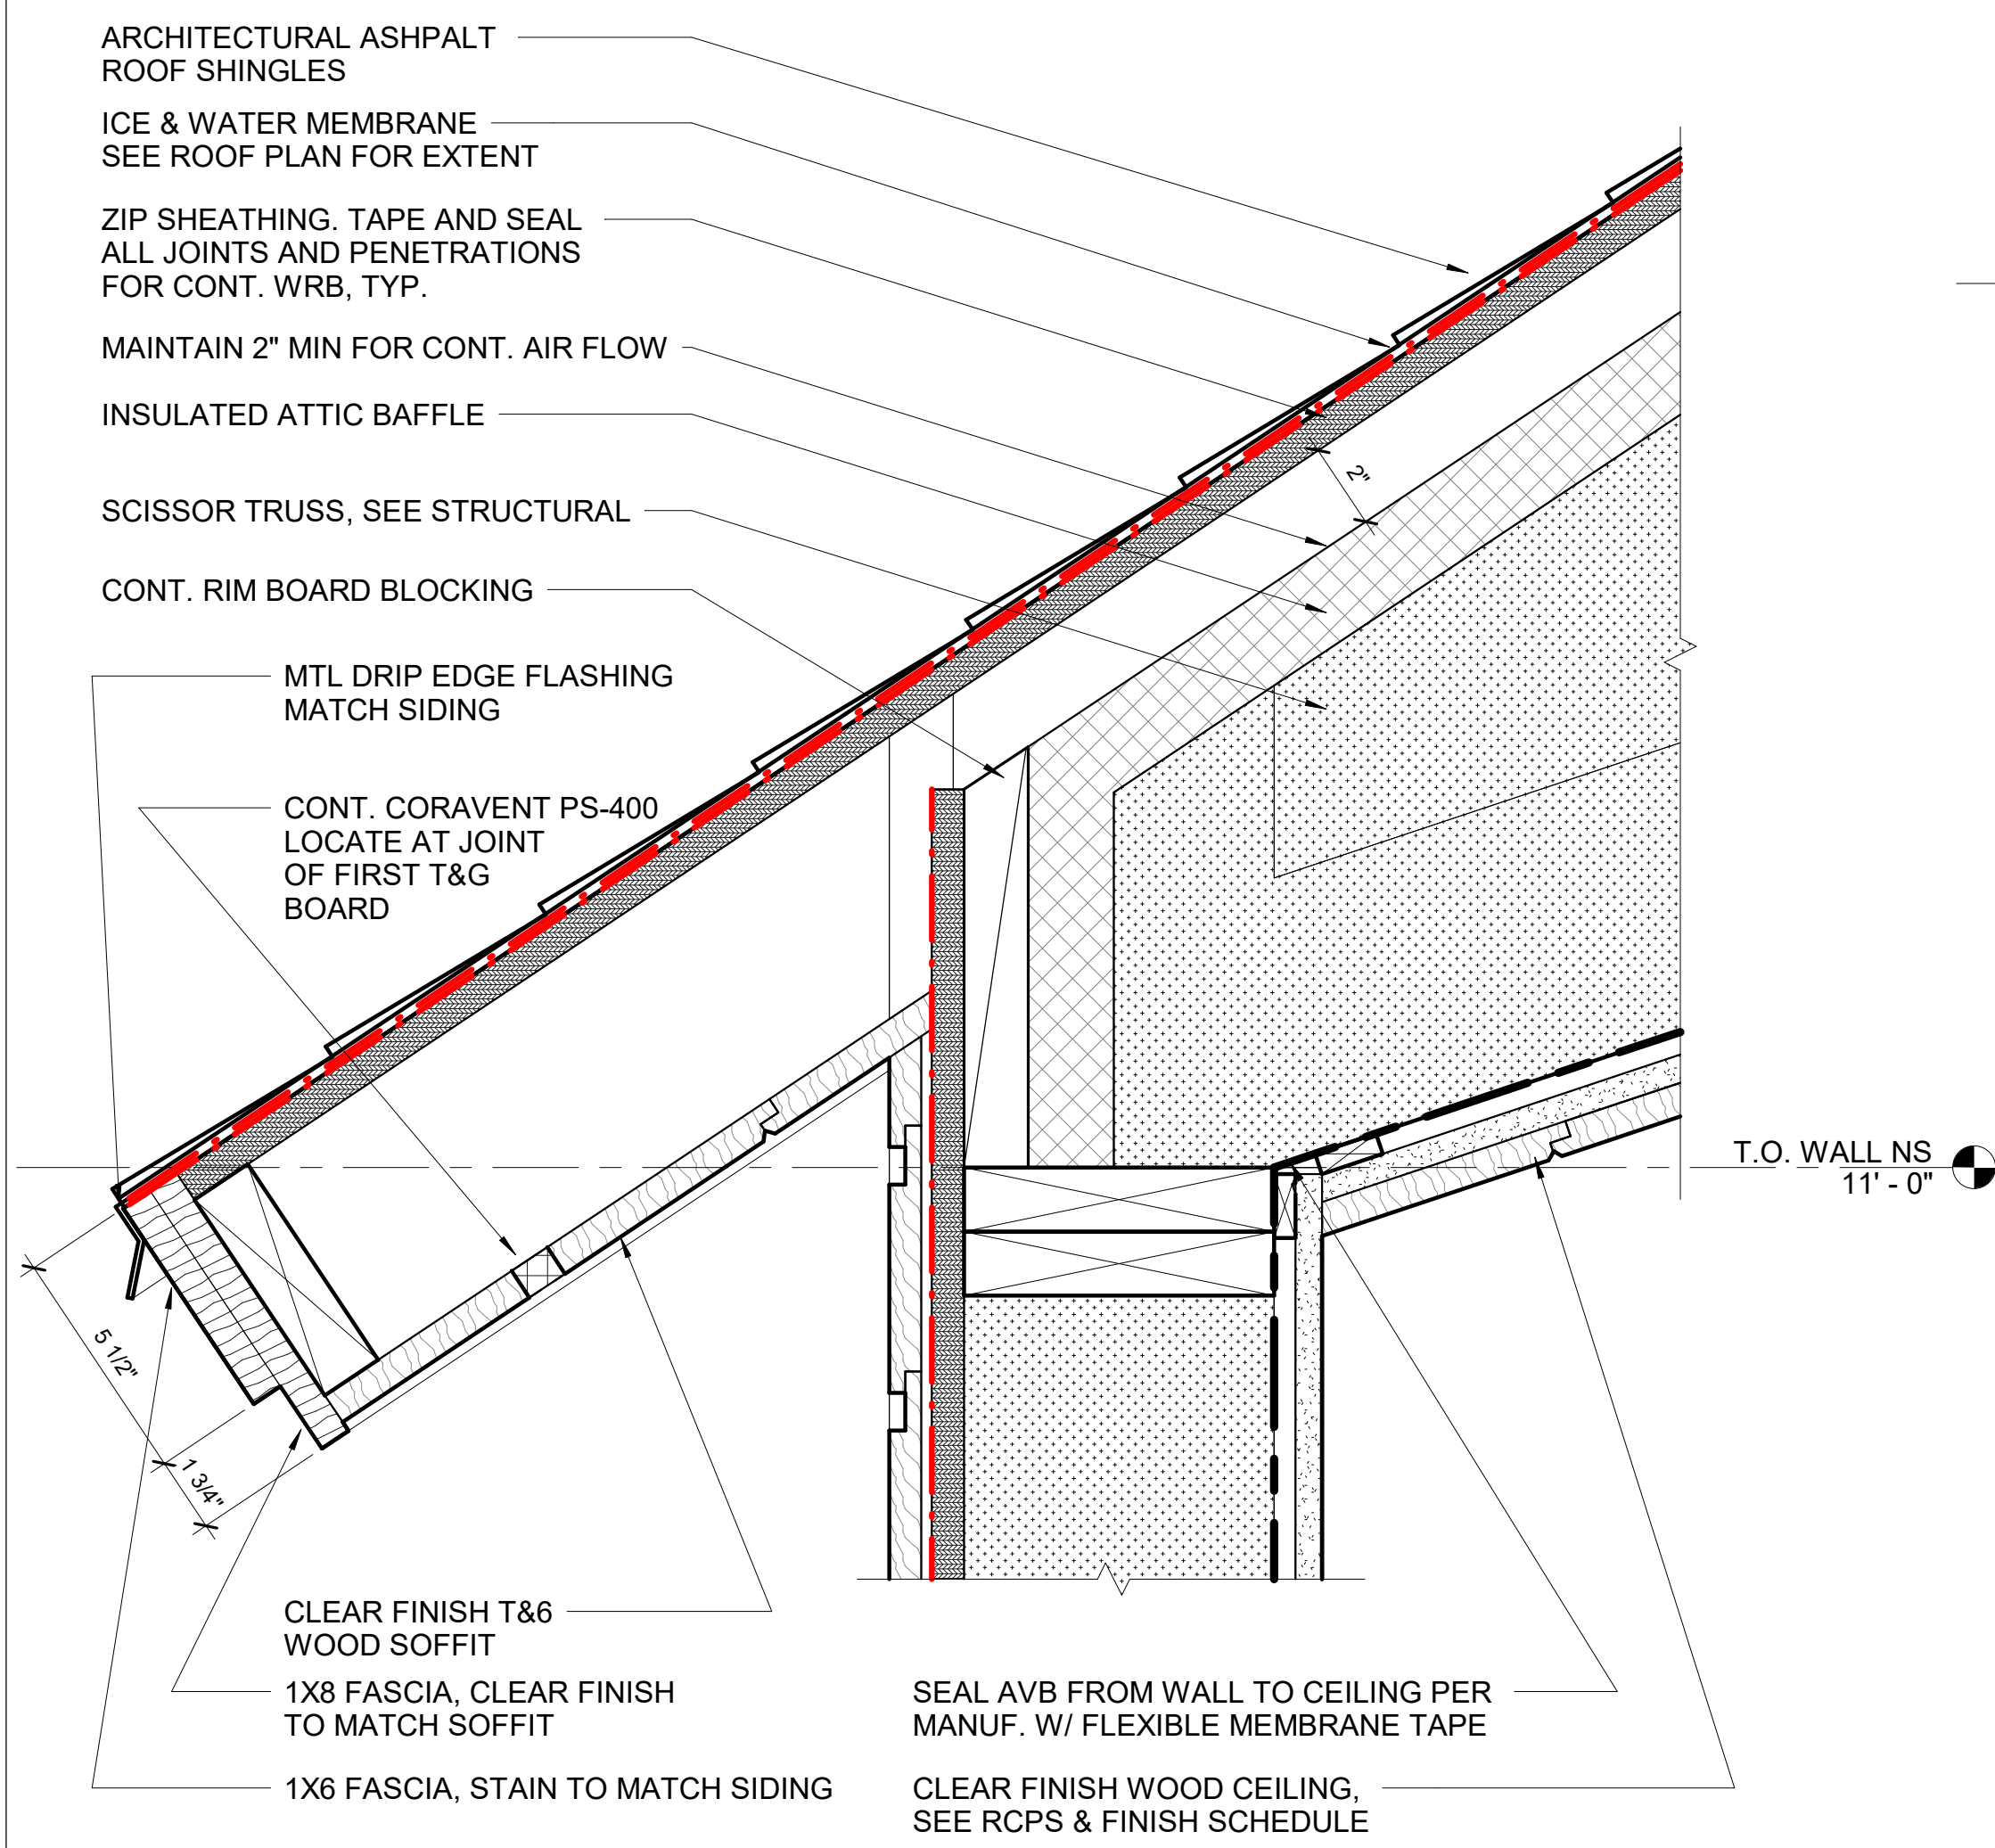 ARCHITECTURAL ASHPALT
ROOF SHINGLES
ICE & WATER MEMBRANE
SEE ROOF PLAN FOR EXTENT
ZIP SHEATHING. TAPE AND SEAL
ALL JOINTS AND PENETRATIONS
FOR CONT. WRB, TYP.
MAINTAIN 2" MIN FOR CONT. AIR FLOW
INSULATED ATTIC BAFFLE
2"
SCISSOR TRUSS, SEE STRUCTURAL
CONT. RIM BOARD BLOCKING
MTL DRIP EDGE FLASHING
MATCH SIDING
CONT. CORAVENT PS-400
LOCATE AT JOINT
OF FIRST T&G
BOARD
T.O. WALL NS
11' - 0"
5 1/2"
1 3/4"
CLEAR FINISH T&6
WOOD SOFFIT
1X8 FASCIA, CLEAR FINISH
TO MATCH SOFFIT
1X6 FASCIA, STAIN TO MATCH SIDING
SEAL AVB FROM WALL TO CEILING PER
MANUF. W/ FLEXIBLE MEMBRANE TAPE
CLEAR FINISH WOOD CEILING,
SEE RCPS & FINISH SCHEDULE